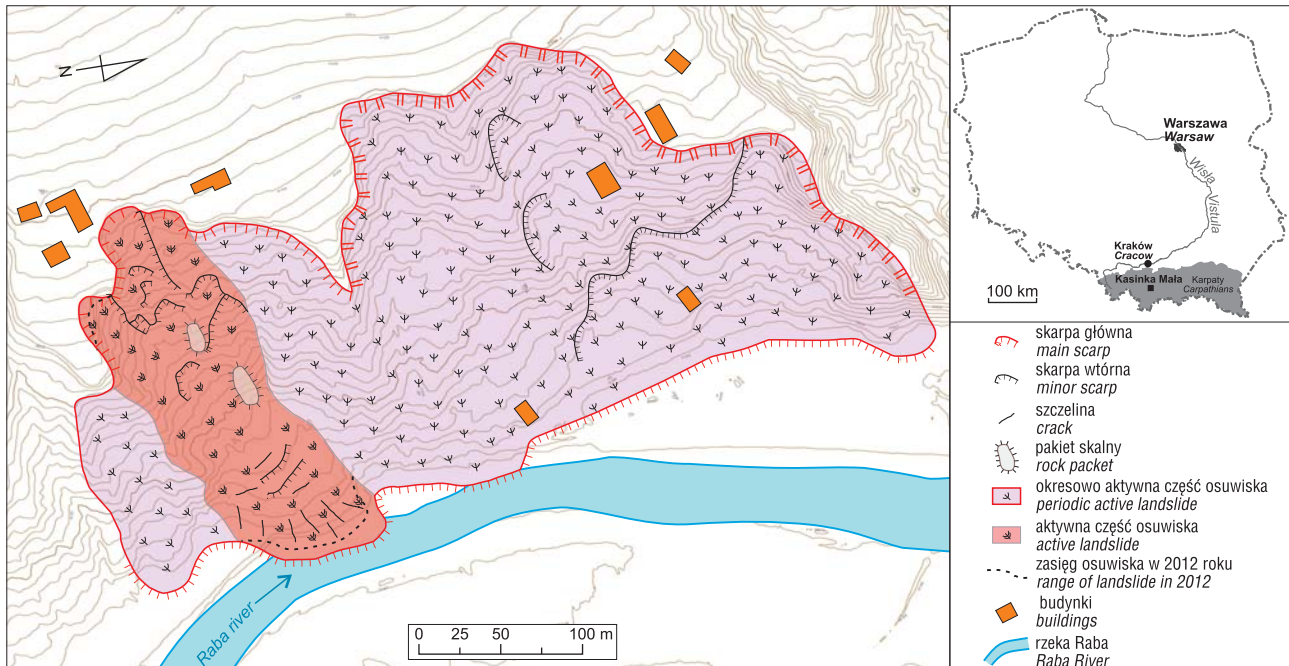 N
Raba river
0 25 50 100 m
Warszawa
Warsaw
Wisła
Vistula
Kraków
Cracow
Kasinka Mała
Karpaty
Carpathians
100 km
skarpa główna
main scarp
skarpa wtórna
minor scarp
szczelina
crack
pakiet skalny
rock packet
okresowo aktywna część osuwiska
periodic active landslide
aktywna część osuwiska
active landslide
zasięg osuwiska w 2012 roku
range of landslide in 2012
budynki
buildings
rzeka Raba
Raba River